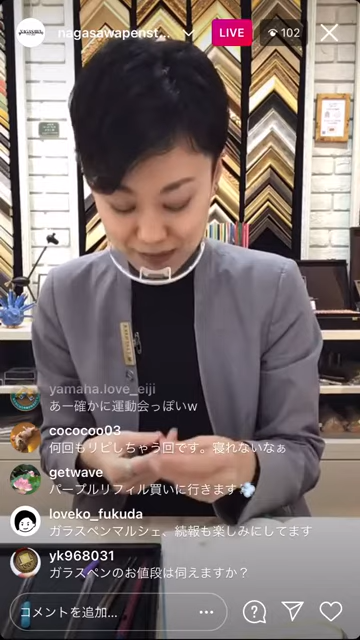 nagasawapenst...
LIVE
102
yamaha.love_eiji
あー確かに運動会っぽいw
cococoo03
何回もリピしちゃう回です。寝れないなぁ
getwave
パープルリフィル買いに行きます
loveko_fukuda
ガラスペンマルシェ、続報も楽しみにしてます
yk968031
ガラスペンのお値段は伺えますか？
コメントを追加...